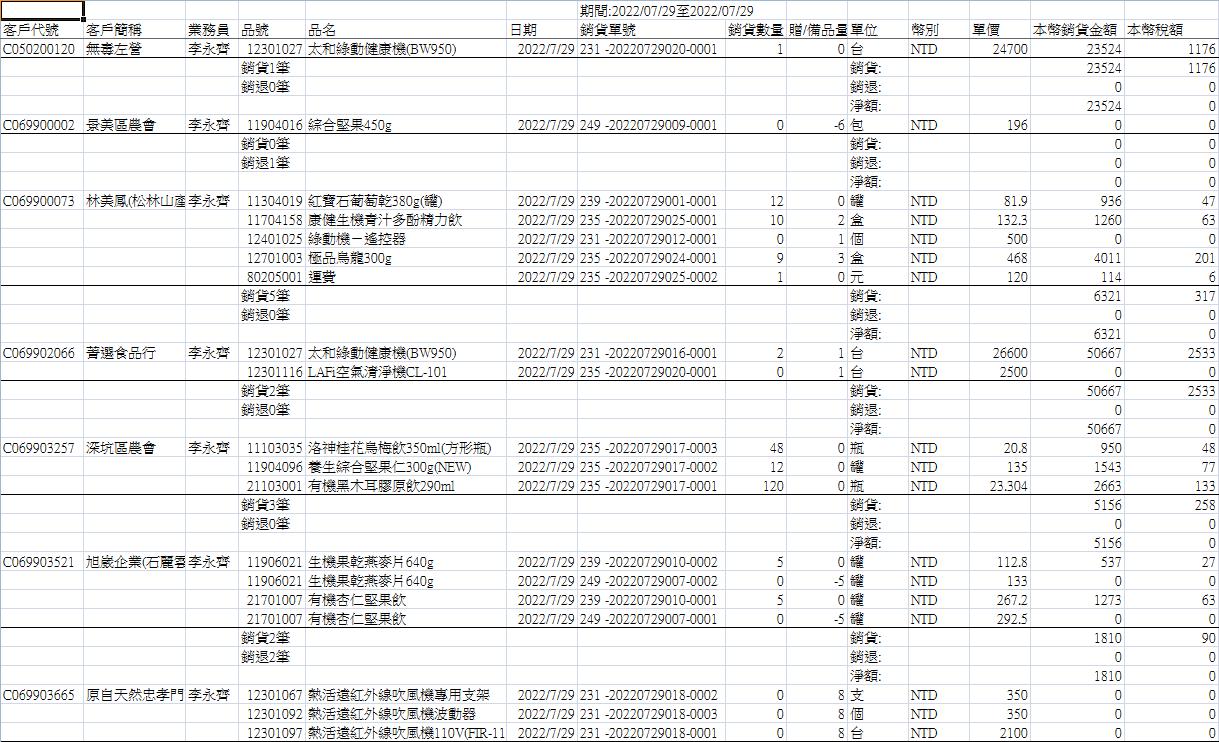 期間:2022/07/29至2022/07/29
客戶代號 客戶簡稱 業務員 品號 品名 日期 銷貨單號 銷貨數量 贈/備品量 單位 幣別 單價 本幣銷貨金額 本幣稅額
C050200120 無毒左營 李永齊 12301027 太和綠動健康機(BW950) 2022/7/29 231 -20220729020-0001 1 0 台 NTD 24700 23524 1176
銷貨1筆 銷貨: 23524 1176
銷退0筆 銷退: 0 0
淨額: 23524 0
C069900002 景美區農會 李永齊 11904016 綜合堅果450g 2022/7/29 249 -20220729009-0001 0 -6 包 NTD 196 0 0
銷貨0筆 銷貨: 0 0
銷退1筆 銷退: 0 0
淨額: 0 0
C069900073 林美鳳(松林山產 李永齊 11304019 紅寶石葡萄乾380g(罐) 2022/7/29 239 -20220729001-0001 12 0 罐 NTD 81.9 936 47
11704158 康健生機青汁多酚精力飲 2022/7/29 235 -20220729025-0001 10 2 盒 NTD 132.3 1260 63
12401025 綠動機－遙控器 2022/7/29 231 -20220729012-0001 0 1 個 NTD 500 0 0
12701003 極品烏龍300g 2022/7/29 235 -20220729024-0001 9 3 盒 NTD 468 4011 201
80205001 運費 2022/7/29 235 -20220729025-0002 1 0 元 NTD 120 114 6
銷貨5筆 銷貨: 6321 317
銷退0筆 銷退: 0 0
淨額: 6321 0
C069902066 菁選食品行 李永齊 12301027 太和綠動健康機(BW950) 2022/7/29 231 -20220729016-0001 2 1 台 NTD 26600 50667 2533
12301116 LAFi空氣清淨機CL-101 2022/7/29 235 -20220729020-0001 0 1 台 NTD 2500 0 0
銷貨2筆 銷貨: 50667 2533
銷退0筆 銷退: 0 0
淨額: 50667 0
C069903257 深坑區農會 李永齊 11103035 洛神桂花烏梅飲350ml(方形瓶) 2022/7/29 235 -20220729017-0003 48 0 瓶 NTD 20.8 950 48
11904096 養生綜合堅果仁300g(NEW) 2022/7/29 235 -20220729017-0002 12 0 罐 NTD 135 1543 77
21103001 有機黑木耳膠原飲290ml 2022/7/29 235 -20220729017-0001 120 0 瓶 NTD 23.304 2663 133
銷貨3筆 銷貨: 5156 258
銷退0筆 銷退: 0 0
淨額: 5156 0
C069903521 旭崴企業(石麗雲 李永齊 11906021 生機果乾燕麥片640g 2022/7/29 239 -20220729010-0002 5 0 罐 NTD 112.8 537 27
11906021 生機果乾燕麥片640g 2022/7/29 249 -20220729007-0002 0 -5 罐 NTD 133 0 0
21701007 有機杏仁堅果飲 2022/7/29 239 -20220729010-0001 5 0 罐 NTD 267.2 1273 63
21701007 有機杏仁堅果飲 2022/7/29 249 -20220729007-0001 0 -5 罐 NTD 292.5 0 0
銷貨2筆 銷貨: 1810 90
銷退2筆 銷退: 0 0
淨額: 1810 0
C069903665 原自天然忠孝門 李永齊 12301067 熱活遠紅外線吹風機專用支架 2022/7/29 231 -20220729018-0002 0 8 支 NTD 350 0 0
12301092 熱活遠紅外線吹風機波動器 2022/7/29 231 -20220729018-0003 0 8 個 NTD 350 0 0
12301097 熱活遠紅外線吹風機110V(FIR-11 2022/7/29 231 -20220729018-0001 0 8 台 NTD 2100 0 0